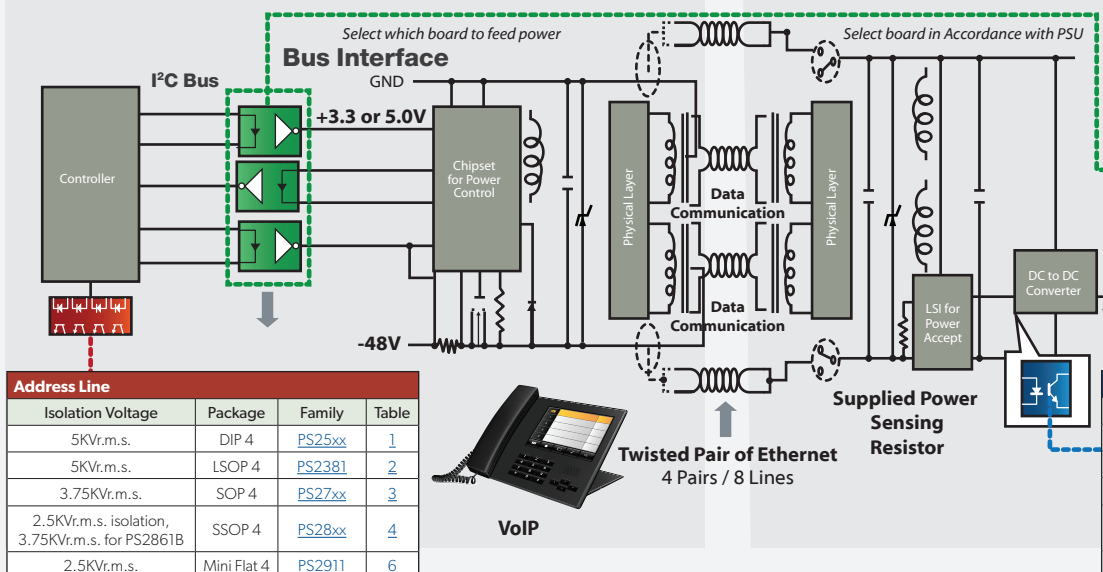 Select which board to feed power
Select board in Accordance with PSU
Bus Interface
I²C Bus
GND
+3.3 or 5.0V
Controller
Chipset
for Power
Control
Physical Layer
Data
Communication
Data
Communication
Physical Layer
LSI for
Power
Accept
DC to DC
Converter
-48V
Supplied Power
Sensing
Resistor
Twisted Pair of Ethernet
4 Pairs / 8 Lines
VoIP
Address Line
Isolation Voltage Package Family Table
5KVr.m.s. DIP 4 PS25xx 1
5KVr.m.s. LSOP 4 PS2381 2
3.75KVr.m.s. SOP 4 PS27xx 3
2.5KVr.m.s. isolation,
3.75KVr.m.s. for PS2861B SSOP 4 PS28xx 4
2.5KVr.m.s. Mini Flat 4 PS2911 6